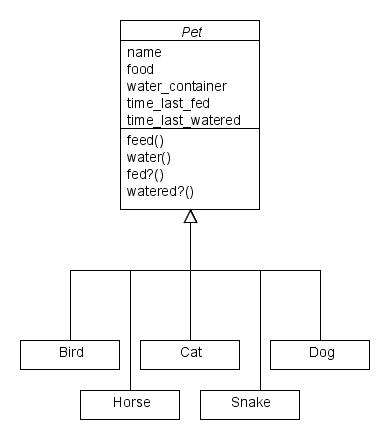 Pet
name
food
water_container
time_last_fed
time_last_watered
feed()
water()
fed?()
watered?()
Bird
Cat
Dog
Horse
Snake